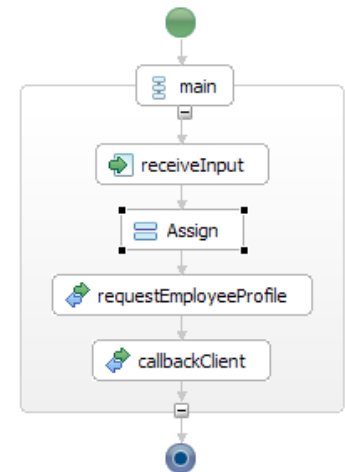 main
receiveInput
Assign
requestEmployeeProfile
callbackClient